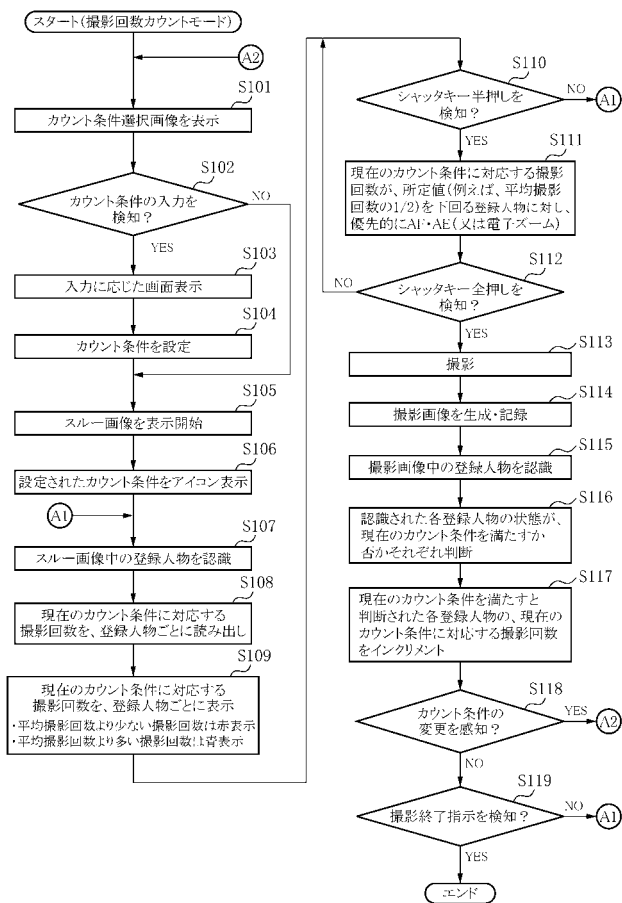 スタート(撮影回数カウントモード)
A2
S101
カウント条件選択画像を表示
S102
カウント条件の入力を
検知?
NO
YES
S103
入力に応じた画面表示
S104
カウント条件を設定
S105
スルー画像を表示開始
S106
設定されたカウント条件をアイコン表示
A1
S107
スルー画像中の登録人物を認識
S108
現在のカウント条件に対応する
撮影回数を、登録人物ごとに読み出し
S109
現在のカウント条件に対応する
撮影回数を、登録人物ごとに表示
・平均撮影回数より少ない撮影回数は赤表示
・平均撮影回数より多い撮影回数は青表示
S110
シャッタキー半押しを
検知?
NO
A1
YES
S111
現在のカウント条件に対応する撮影
回数が、所定値(例えば、平均撮影
回数の1/2)を下回る登録人物に対し、
優先的にAF・AE(又は電子ズーム)
S112
NO
シャッタキー全押しを
検知?
YES
S113
撮影
S114
撮影画像を生成・記録
S115
撮影画像中の登録人物を認識
S116
認識された各登録人物の状態が、
現在のカウント条件を満たすか
否かそれぞれ判断
S117
現在のカウント条件を満たすと
判断された各登録人物の、現在の
カウント条件に対応する撮影回数
をインクリメント
S118
カウント条件の
変更を感知?
YES
A2
NO
S119
撮影終了指示を検知?
NO
A1
YES
エンド